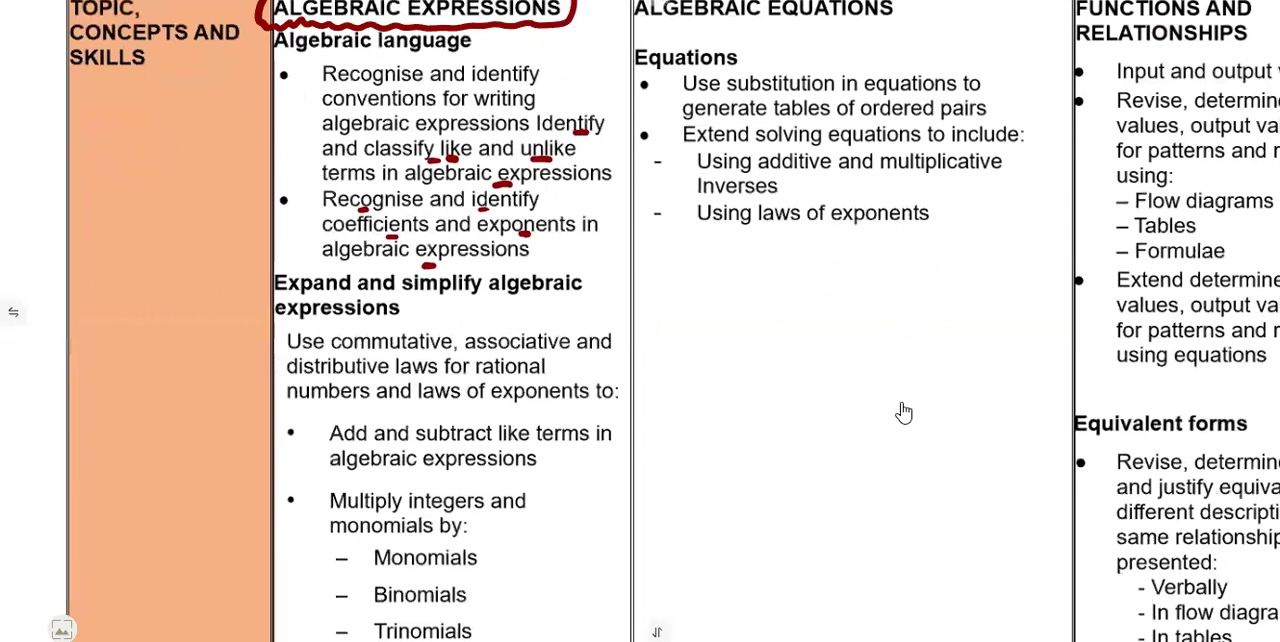 TOPIC,
CONCEPTS AND
SKILLS
ALGEBRAIC EXPRESSIONS
Algebraic language
● Recognise and identify
conventions for writing
algebraic expressions Identify
and classify like and unlike
terms in algebraic expressions
● Recognise and identify
coefficients and exponents in
algebraic expressions
Expand and simplify algebraic
expressions
Use commutative, associative and
distributive laws for rational
numbers and laws of exponents to:
• Add and subtract like terms in
algebraic expressions
• Multiply integers and
monomials by:
– Monomials
– Binomials
– Trinomials
ALGEBRAIC EQUATIONS
Equations
● Use substitution in equations to
generate tables of ordered pairs
● Extend solving equations to include:
- Using additive and multiplicative
Inverses
- Using laws of exponents
FUNCTIONS AND
RELATIONSHIPS
● Input and output
● Revise, determin
values, output va
for patterns and
using:
– Flow diagrams
– Tables
– Formulae
● Extend determin
values, output va
for patterns and
using equations
Equivalent forms
● Revise, determin
and justify equiva
different descripti
same relationship
presented:
- Verbally
- In flow diagra
- In tables